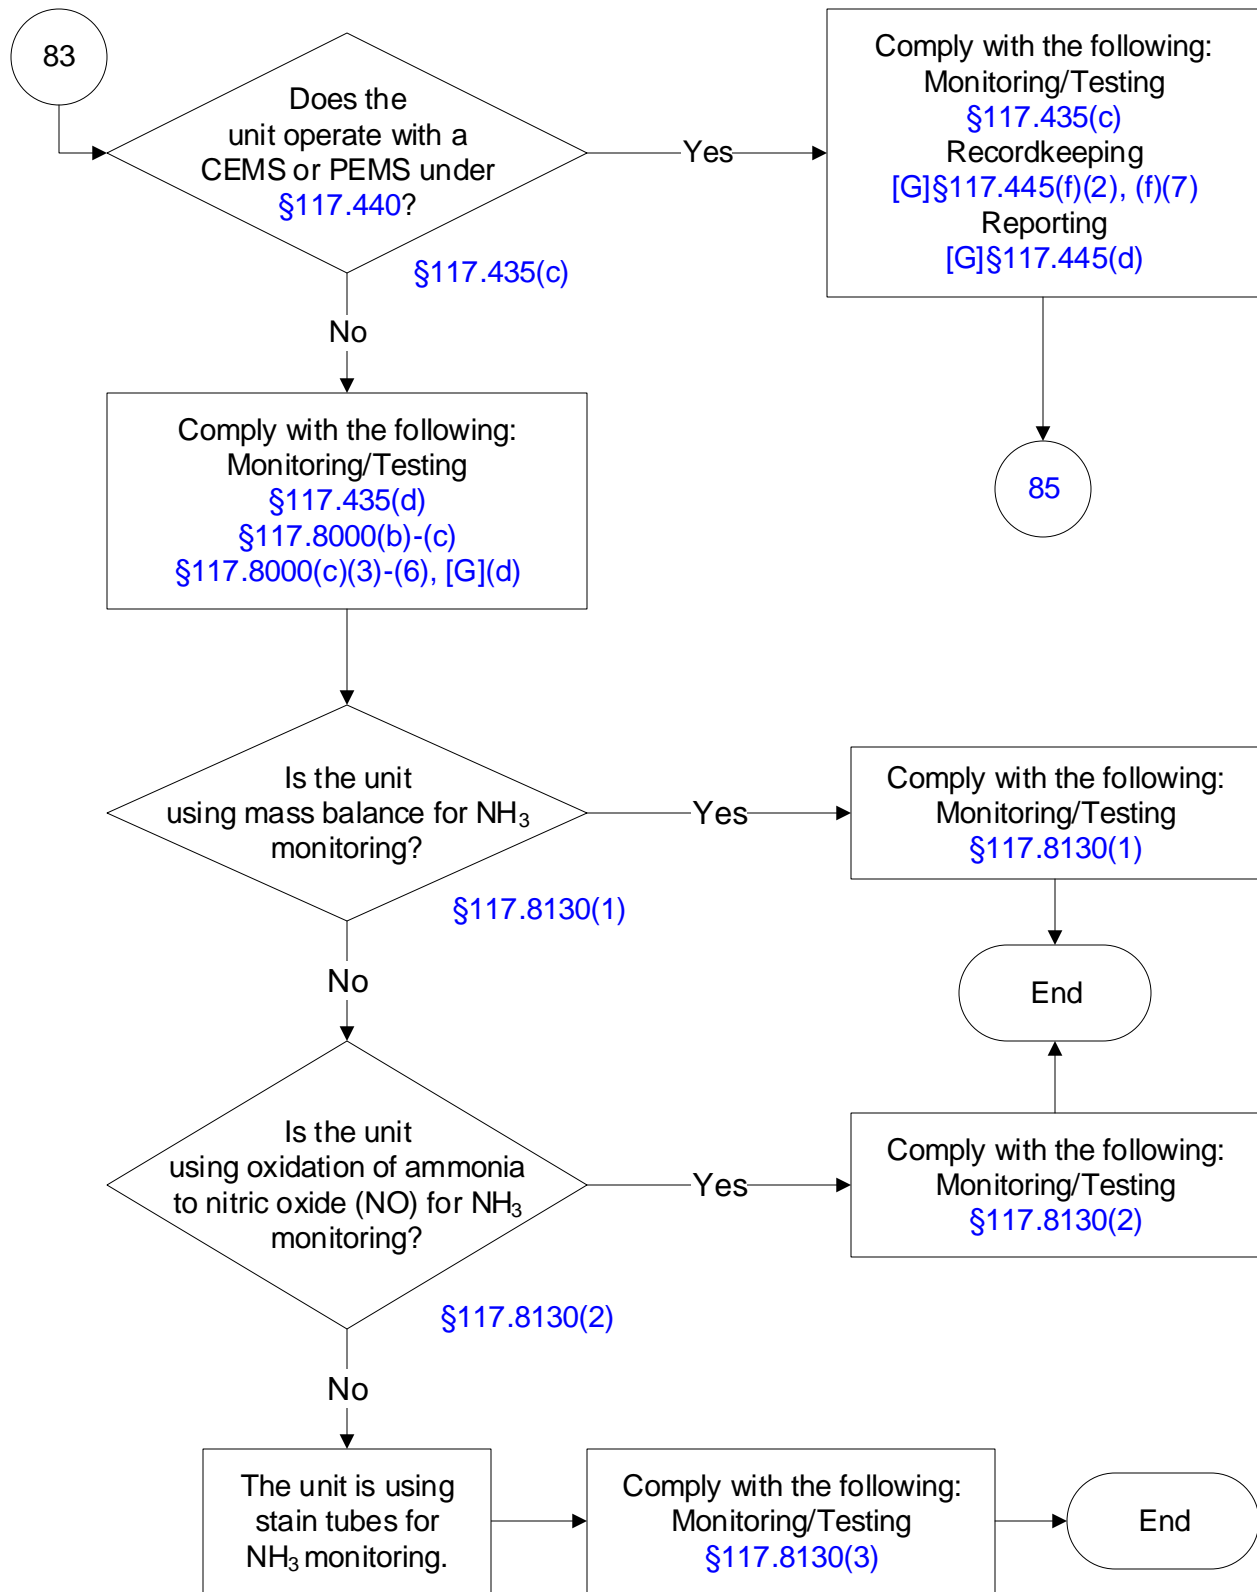 83
Does the
unit operate with a
CEMS or PEMS under
§117.440?
§117.435(c)
Yes
Comply with the following:
Monitoring/Testing
§117.435(c)
Recordkeeping
[G]§117.445(f)(2), (f)(7)
Reporting
[G]§117.445(d)
85
No
Comply with the following:
Monitoring/Testing
§117.435(d)
§117.8000(b)-(c)
§117.8000(c)(3)-(6), [G](d)
Is the unit
using mass balance for NH₃
monitoring?
§117.8130(1)
Yes
Comply with the following:
Monitoring/Testing
§117.8130(1)
End
No
Is the unit
using oxidation of ammonia
to nitric oxide (NO) for NH₃
monitoring?
§117.8130(2)
Yes
Comply with the following:
Monitoring/Testing
§117.8130(2)
No
The unit is using
stain tubes for
NH₃ monitoring.
Comply with the following:
Monitoring/Testing
§117.8130(3)
End